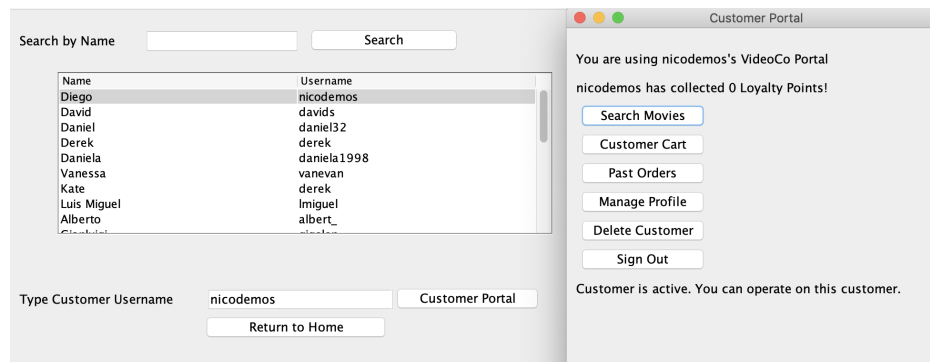 Search by Name
Search
Name Username
Diego nicodemos
David davids
Daniel daniel32
Derek derek
Daniela daniela1998
Vanessa vanevan
Kate derek
Luis Miguel lmiguel
Alberto albert_
Type Customer Username nicodemos Customer Portal
Return to Home
Customer Portal
You are using nicodemos's VideoCo Portal
nicodemos has collected 0 Loyalty Points!
Search Movies
Customer Cart
Past Orders
Manage Profile
Delete Customer
Sign Out
Customer is active. You can operate on this customer.